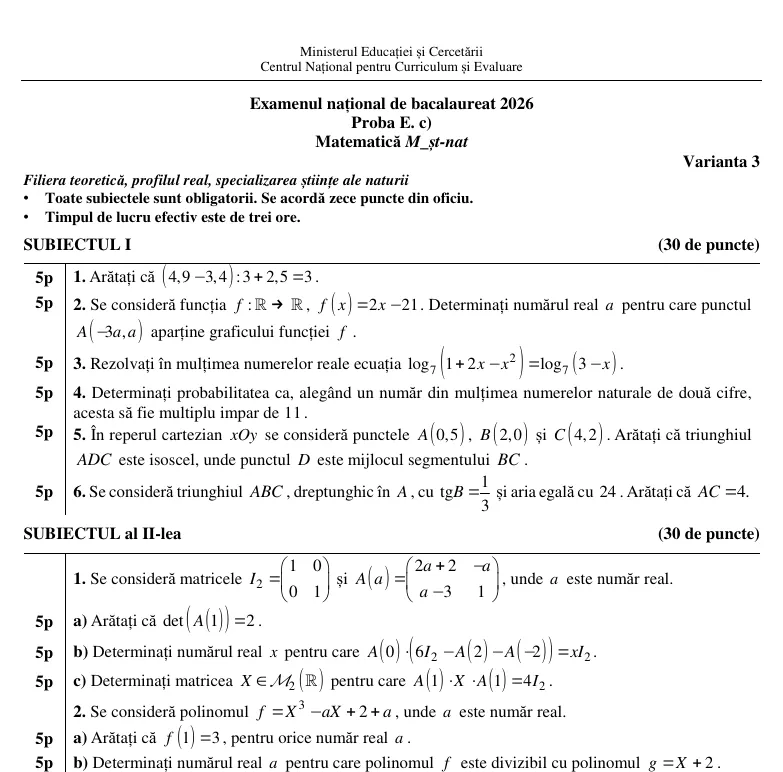 Ministerul Educației și Cercetării
Centrul Național pentru Curriculum și Evaluare
Examenul național de bacalaureat 2026
Proba E. c)
Matematică M_șt-nat
Varianta 3
Filiera teoretică, profilul real, specializarea științe ale naturii
• Toate subiectele sunt obligatorii. Se acordă zece puncte din oficiu.
• Timpul de lucru efectiv este de trei ore.
SUBIECTUL I (30 de puncte)
5p 1. Arătați că (4,9 − 3,4) : 3 + 2,5 = 3.
5p 2. Se consideră funcția f : ℝ → ℝ, f(x) = 2x − 21. Determinați numărul real a pentru care punctul
A(−3a, a) aparține graficului funcției f.
5p 3. Rezolvați în mulțimea numerelor reale ecuația log₇(1 + 2x − x²) = log₇(3 − x).
5p 4. Determinați probabilitatea ca, alegând un număr din mulțimea numerelor naturale de două cifre,
acesta să fie multiplu impar de 11.
5p 5. În reperul cartezian xOy se consideră punctele A(0,5), B(2,0) și C(4,2). Arătați că triunghiul
ADC este isoscel, unde punctul D este mijlocul segmentului BC.
5p 6. Se consideră triunghiul ABC, dreptunghic în A, cu tgB = 1/3 și aria egală cu 24. Arătați că AC = 4.
SUBIECTUL al II-lea (30 de puncte)
1. Se consideră matricele I₂ = (1 0; 0 1) și A(a) = (2a + 2 −a; a − 3 1), unde a este număr real.
5p a) Arătați că det(A(1)) = 2.
5p b) Determinați numărul real x pentru care A(0) · (6I₂ − A(2) − A(−2)) = xI₂.
5p c) Determinați matricea X ∈ ℳ₂(ℝ) pentru care A(1) · X · A(1) = 4I₂.
2. Se consideră polinomul f = X³ − aX + 2 + a, unde a este număr real.
5p a) Arătați că f(1) = 3, pentru orice număr real a.
5p b) Determinați numărul real a pentru care polinomul f este divizibil cu polinomul g = X + 2.